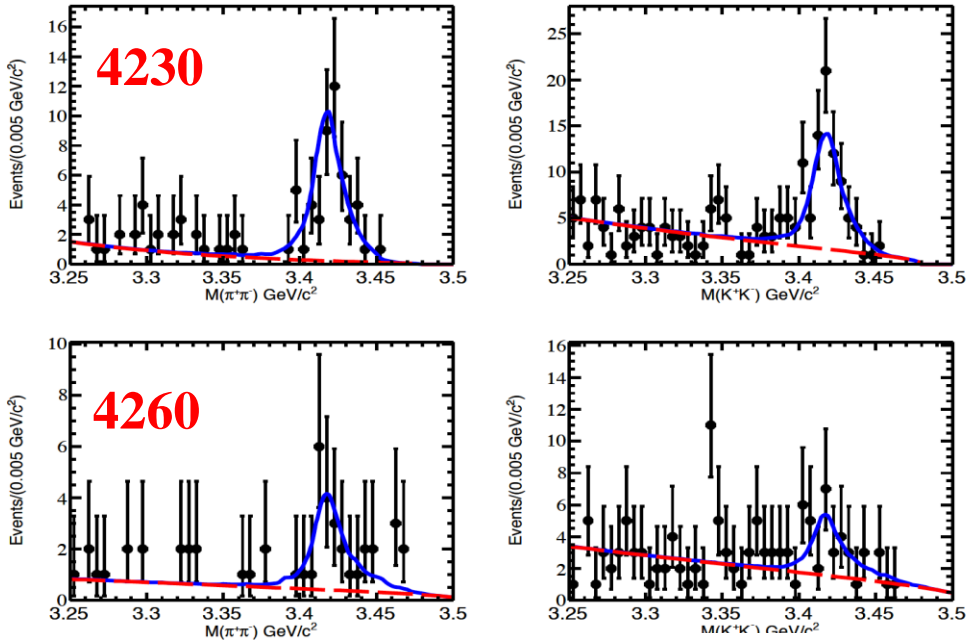 16
14
12
10
8
6
4
2
0
Events/(0.005 GeV/c²)
4230
3.25 3.3 3.35 3.4 3.45 3.5
M(π⁺π⁻) GeV/c²
25
20
15
10
5
0
Events/(0.005 GeV/c²)
3.25 3.3 3.35 3.4 3.45 3.5
M(K⁺K⁻) GeV/c²
10
8
6
4
2
0
Events/(0.005 GeV/c²)
4260
3.25 3.3 3.35 3.4 3.45 3.5
M(π⁺π⁻) GeV/c²
16
14
12
10
8
6
4
2
0
Events/(0.005 GeV/c²)
3.25 3.3 3.35 3.4 3.45 3.5
M(K⁺K⁻) GeV/c²